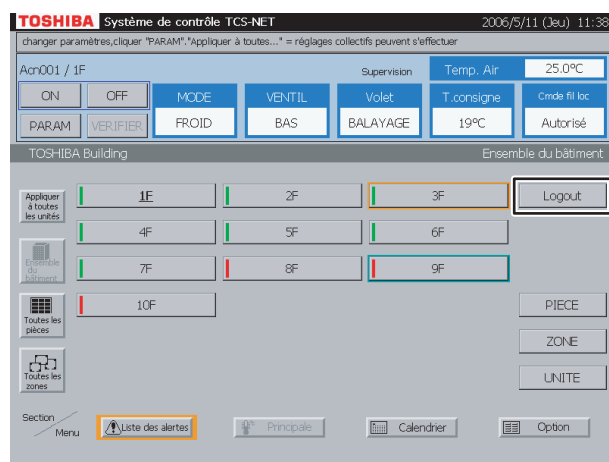 TOSHIBA Système de contrôle TCS-NET 2006/5/11 (Jeu) 11:38
changer paramètres,cliquer "PARAM"."Appliquer à toutes..." = réglages collectifs peuvent s'effectuer
Acn001 / 1F Supervision Temp. Air 25.0°C
ON OFF MODE VENTIL Volet T.consigne Cmde fil loc
PARAM VERIFIER FROID BAS BALAYAGE 19°C Autorisé
TOSHIBA Building Ensemble du bâtiment
Appliquer à toutes les unités
1F 2F 3F Logout
4F 5F 6F
Ensemble du bâtiment
7F 8F 9F
Toutes les pièces
10F PIECE
ZONE
Toutes les zones
UNITE
Section / Menu
Liste des alertes Principale Calendrier Option